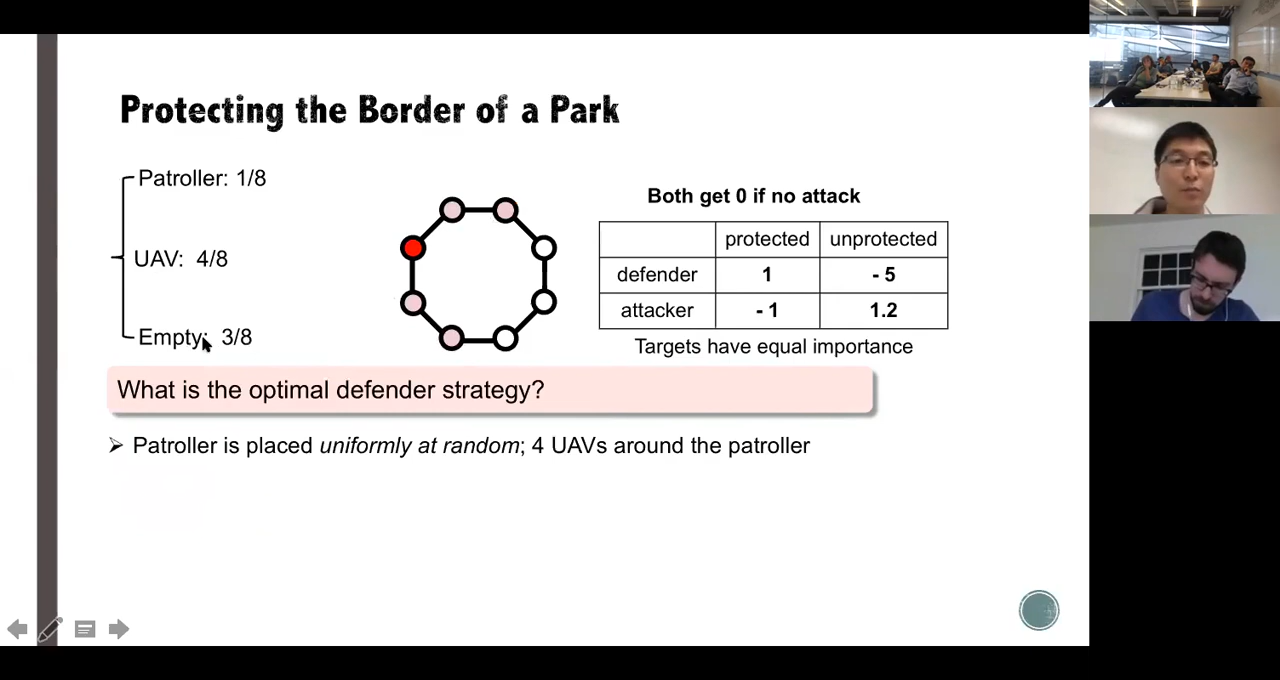 Protecting the Border of a Park
Patroller: 1/8
UAV: 4/8
Empty: 3/8
Both get 0 if no attack
protected unprotected
defender 1 - 5
attacker - 1 1.2
Targets have equal importance
What is the optimal defender strategy?
➢ Patroller is placed uniformly at random; 4 UAVs around the patroller